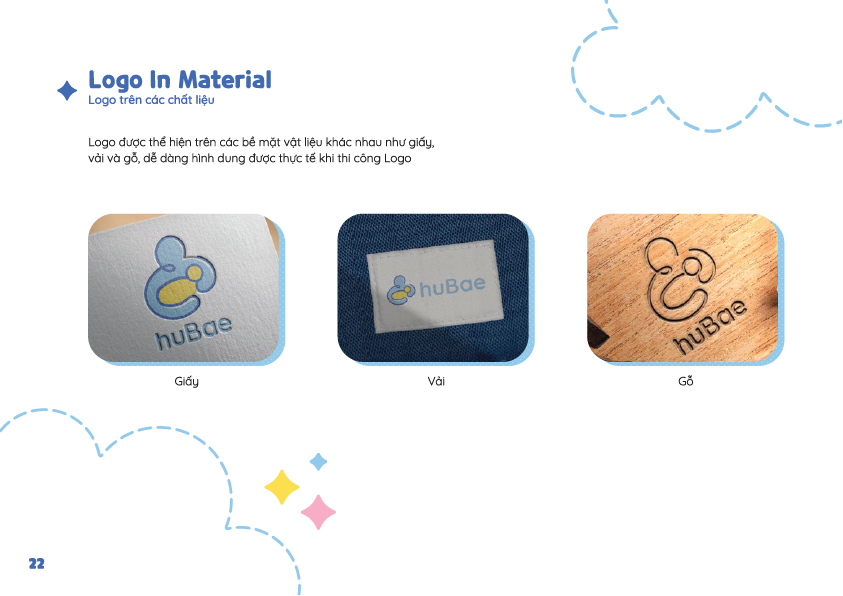 Logo In Material
Logo trên các chất liệu
Logo được thể hiện trên các bề mặt vật liệu khác nhau như giấy,
vải và gỗ, dễ dàng hình dung được thực tế khi thi công Logo
huBae
huBae
huBae
Giấy
Vải
Gỗ
22